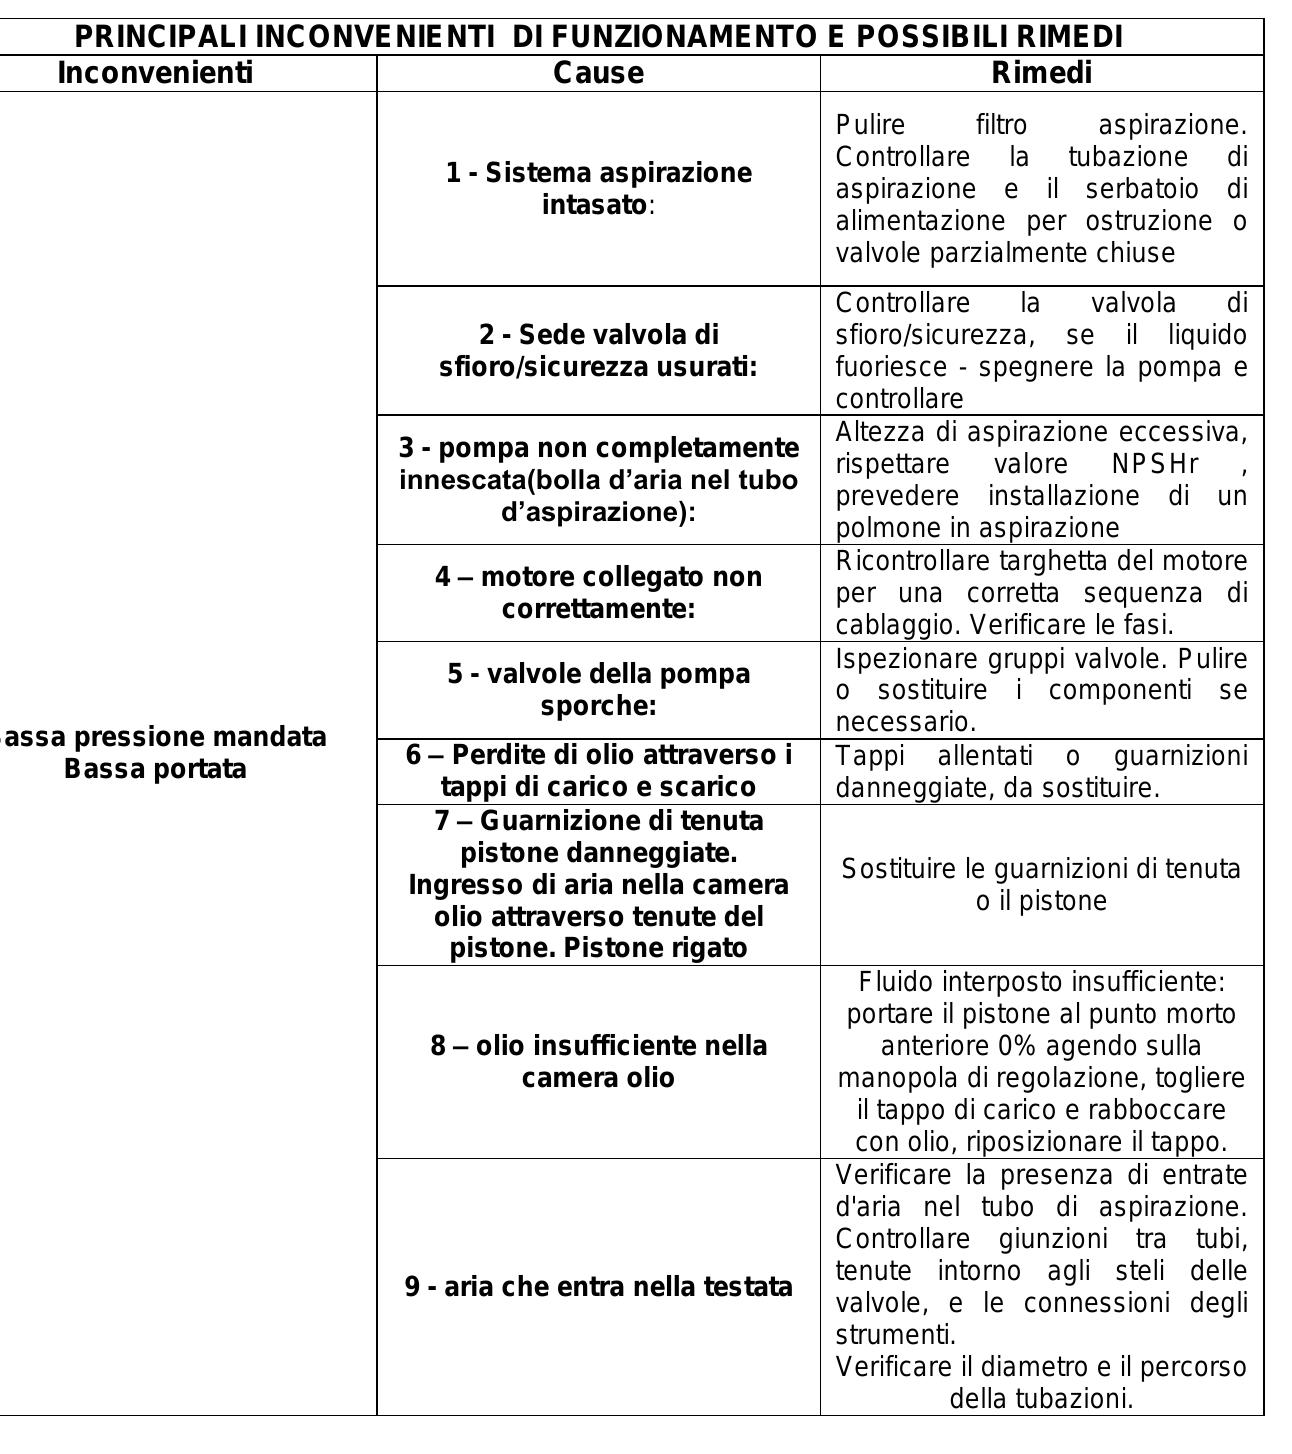 PRINCIPALI INCONVENIENTI DI FUNZIONAMENTO E POSSIBILI RIMEDI
Inconvenienti
Cause
Rimedi
assa pressione mandata
Bassa portata
1 - Sistema aspirazione
intasato:
Pulire filtro aspirazione.
Controllare la tubazione di
aspirazione e il serbatoio di
alimentazione per ostruzione o
valvole parzialmente chiuse
2 - Sede valvola di
sfioro/sicurezza usurati:
Controllare la valvola di
sfioro/sicurezza, se il liquido
fuoriesce - spegnere la pompa e
controllare
3 - pompa non completamente
innescata(bolla d’aria nel tubo
d’aspirazione):
Altezza di aspirazione eccessiva,
rispettare valore NPSHr ,
prevedere installazione di un
polmone in aspirazione
4 – motore collegato non
correttamente:
Ricontrollare targhetta del motore
per una corretta sequenza di
cablaggio. Verificare le fasi.
5 - valvole della pompa
sporche:
Ispezionare gruppi valvole. Pulire
o sostituire i componenti se
necessario.
6 – Perdite di olio attraverso i
tappi di carico e scarico
Tappi allentati o guarnizioni
danneggiate, da sostituire.
7 – Guarnizione di tenuta
pistone danneggiate.
Ingresso di aria nella camera
olio attraverso tenute del
pistone. Pistone rigato
Sostituire le guarnizioni di tenuta
o il pistone
8 – olio insufficiente nella
camera olio
Fluido interposto insufficiente:
portare il pistone al punto morto
anteriore 0% agendo sulla
manopola di regolazione, togliere
il tappo di carico e rabboccare
con olio, riposizionare il tappo.
9 - aria che entra nella testata
Verificare la presenza di entrate
d'aria nel tubo di aspirazione.
Controllare giunzioni tra tubi,
tenute intorno agli steli delle
valvole, e le connessioni degli
strumenti.
Verificare il diametro e il percorso
della tubazioni.